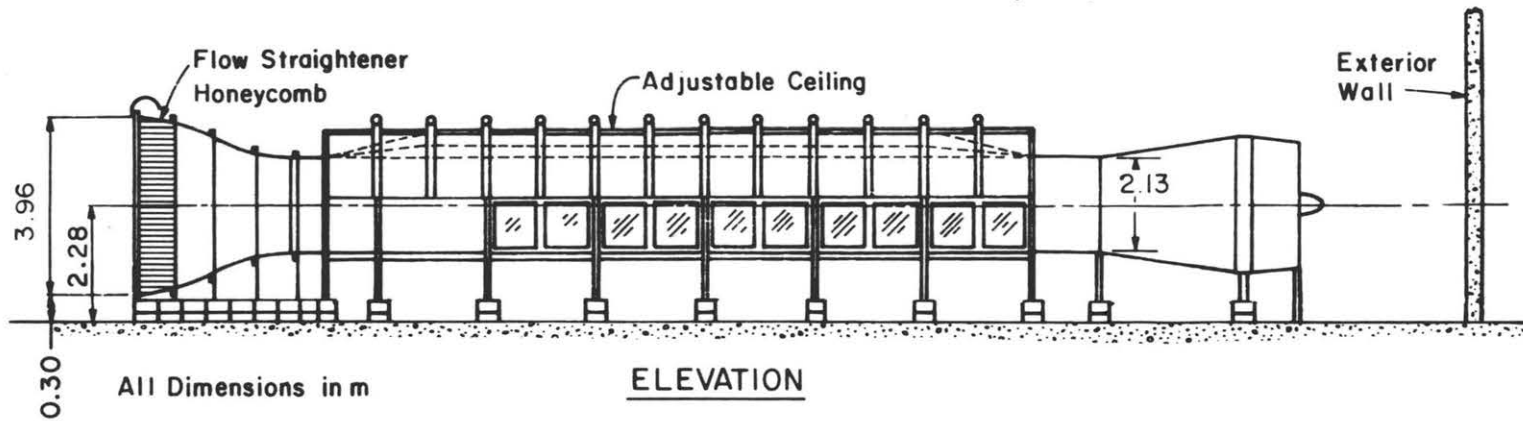 Flow Straightener
Honeycomb
Adjustable Ceiling
Exterior
Wall
3.96
2.28
2.13
0.30
All Dimensions in m
ELEVATION